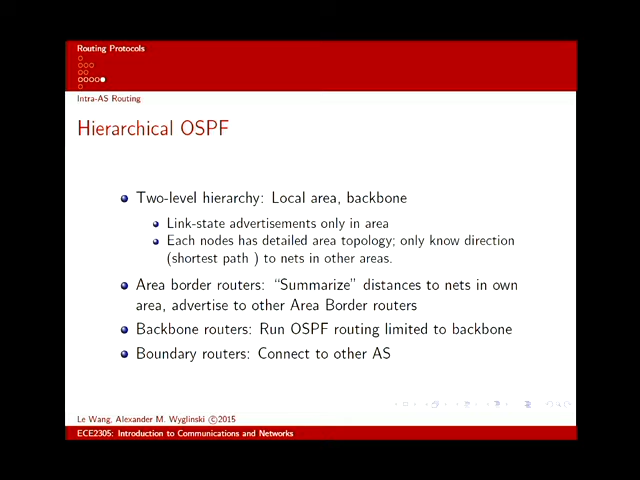 Routing Protocols
Intra-AS Routing
Hierarchical OSPF
Two-level hierarchy: Local area, backbone
Link-state advertisements only in area
Each nodes has detailed area topology; only know direction
(shortest path ) to nets in other areas.
Area border routers: “Summarize” distances to nets in own
area, advertise to other Area Border routers
Backbone routers: Run OSPF routing limited to backbone
Boundary routers: Connect to other AS
Le Wang, Alexander M. Wyglinski ©2015
ECE2305: Introduction to Communications and Networks